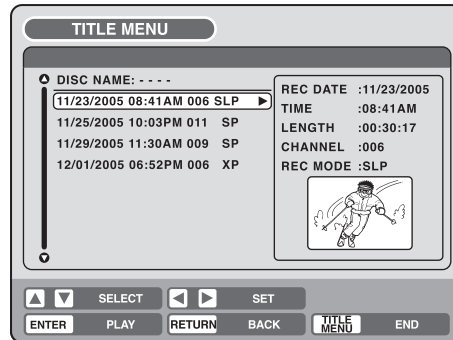 TITLE MENU
DISC NAME: - - - -
11/23/2005 08:41AM 006 SLP
11/25/2005 10:03PM 011 SP
11/29/2005 11:30AM 009 SP
12/01/2005 06:52PM 006 XP
REC DATE :11/23/2005
TIME :08:41AM
LENGTH :00:30:17
CHANNEL :006
REC MODE :SLP
SELECT SET
ENTER PLAY RETURN BACK TITLE MENU END